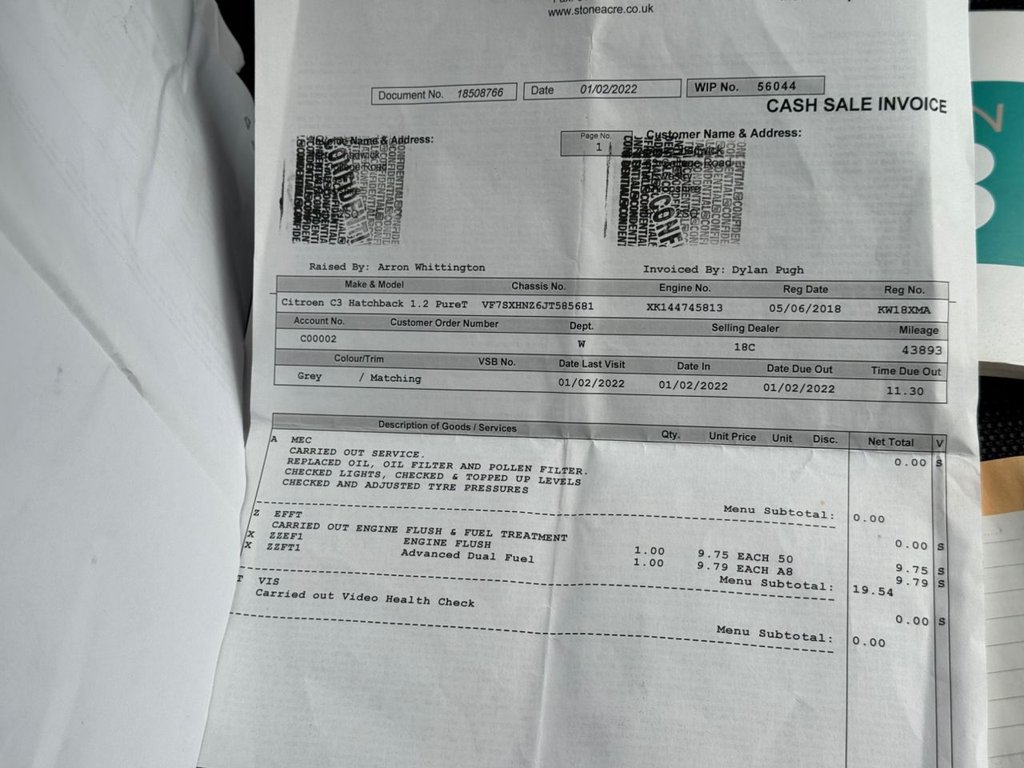 www.stoneacre.co.uk
Document No. 18508766 Date 01/02/2022 WIP No. 56044
CASH SALE INVOICE
Name & Address:
Page No.
1
Customer Name & Address:
Road
Road
Raised By: Arron Whittington Invoiced By: Dylan Pugh
Make & Model Chassis No. Engine No. Reg Date Reg No.
Citroen C3 Hatchback 1.2 PureT VF7SXHNZ6JT585681 XK144745813 05/06/2018 KW18XMA
Account No. Customer Order Number Dept. Selling Dealer Mileage
C00002 W 18C 43893
Colour/Trim VSB No. Date Last Visit Date In Date Due Out Time Due Out
Grey / Matching 01/02/2022 01/02/2022 01/02/2022 11.30
Description of Goods / Services Qty. Unit Price Unit Disc. Net Total V
A MEC 0.00 S
CARRIED OUT SERVICE.
REPLACED OIL, OIL FILTER AND POLLEN FILTER.
CHECKED LIGHTS, CHECKED & TOPPED UP LEVELS
CHECKED AND ADJUSTED TYRE PRESSURES
Menu Subtotal: 0.00
Z EFFT 0.00 S
CARRIED OUT ENGINE FLUSH & FUEL TREATMENT
X ZZEF1 ENGINE FLUSH 1.00 9.75 EACH 50 9.75 S
X ZZFT1 Advanced Dual Fuel 1.00 9.79 EACH A8 9.79 S
Menu Subtotal: 19.54
T VIS 0.00 S
Carried out Video Health Check
Menu Subtotal: 0.00